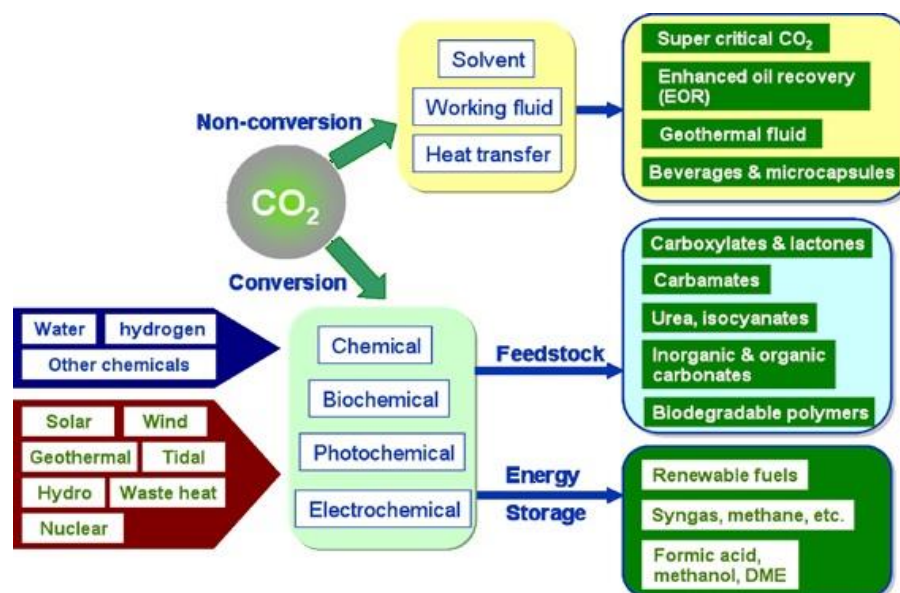 Non-conversion
CO₂
Conversion
Solvent
Working fluid
Heat transfer
Super critical CO₂
Enhanced oil recovery
(EOR)
Geothermal fluid
Beverages & microcapsules
Water
hydrogen
Other chemicals
Solar
Wind
Geothermal
Tidal
Hydro
Waste heat
Nuclear
Chemical
Biochemical
Photochemical
Electrochemical
Feedstock
Carboxylates & lactones
Carbamates
Urea, isocyanates
Inorganic & organic
carbonates
Biodegradable polymers
Energy
Storage
Renewable fuels
Syngas, methane, etc.
Formic acid,
methanol, DME